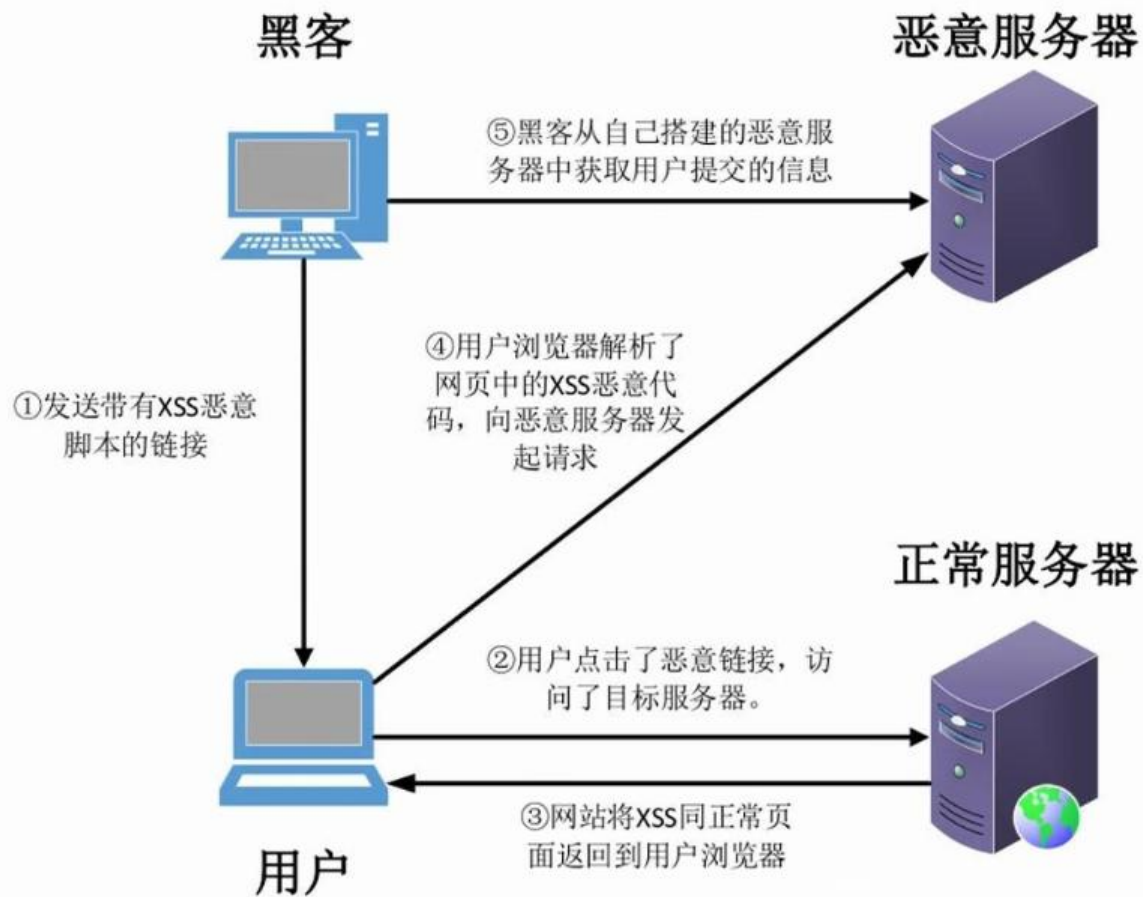 黑客
恶意服务器
⑤黑客从自己搭建的恶意服
务器中获取用户提交的信息
④用户浏览器解析了
网页中的XSS恶意代
码，向恶意服务器发
起请求
①发送带有XSS恶意
脚本的链接
正常服务器
②用户点击了恶意链接，访
问了目标服务器。
③网站将XSS同正常页
面返回到用户浏览器
用户